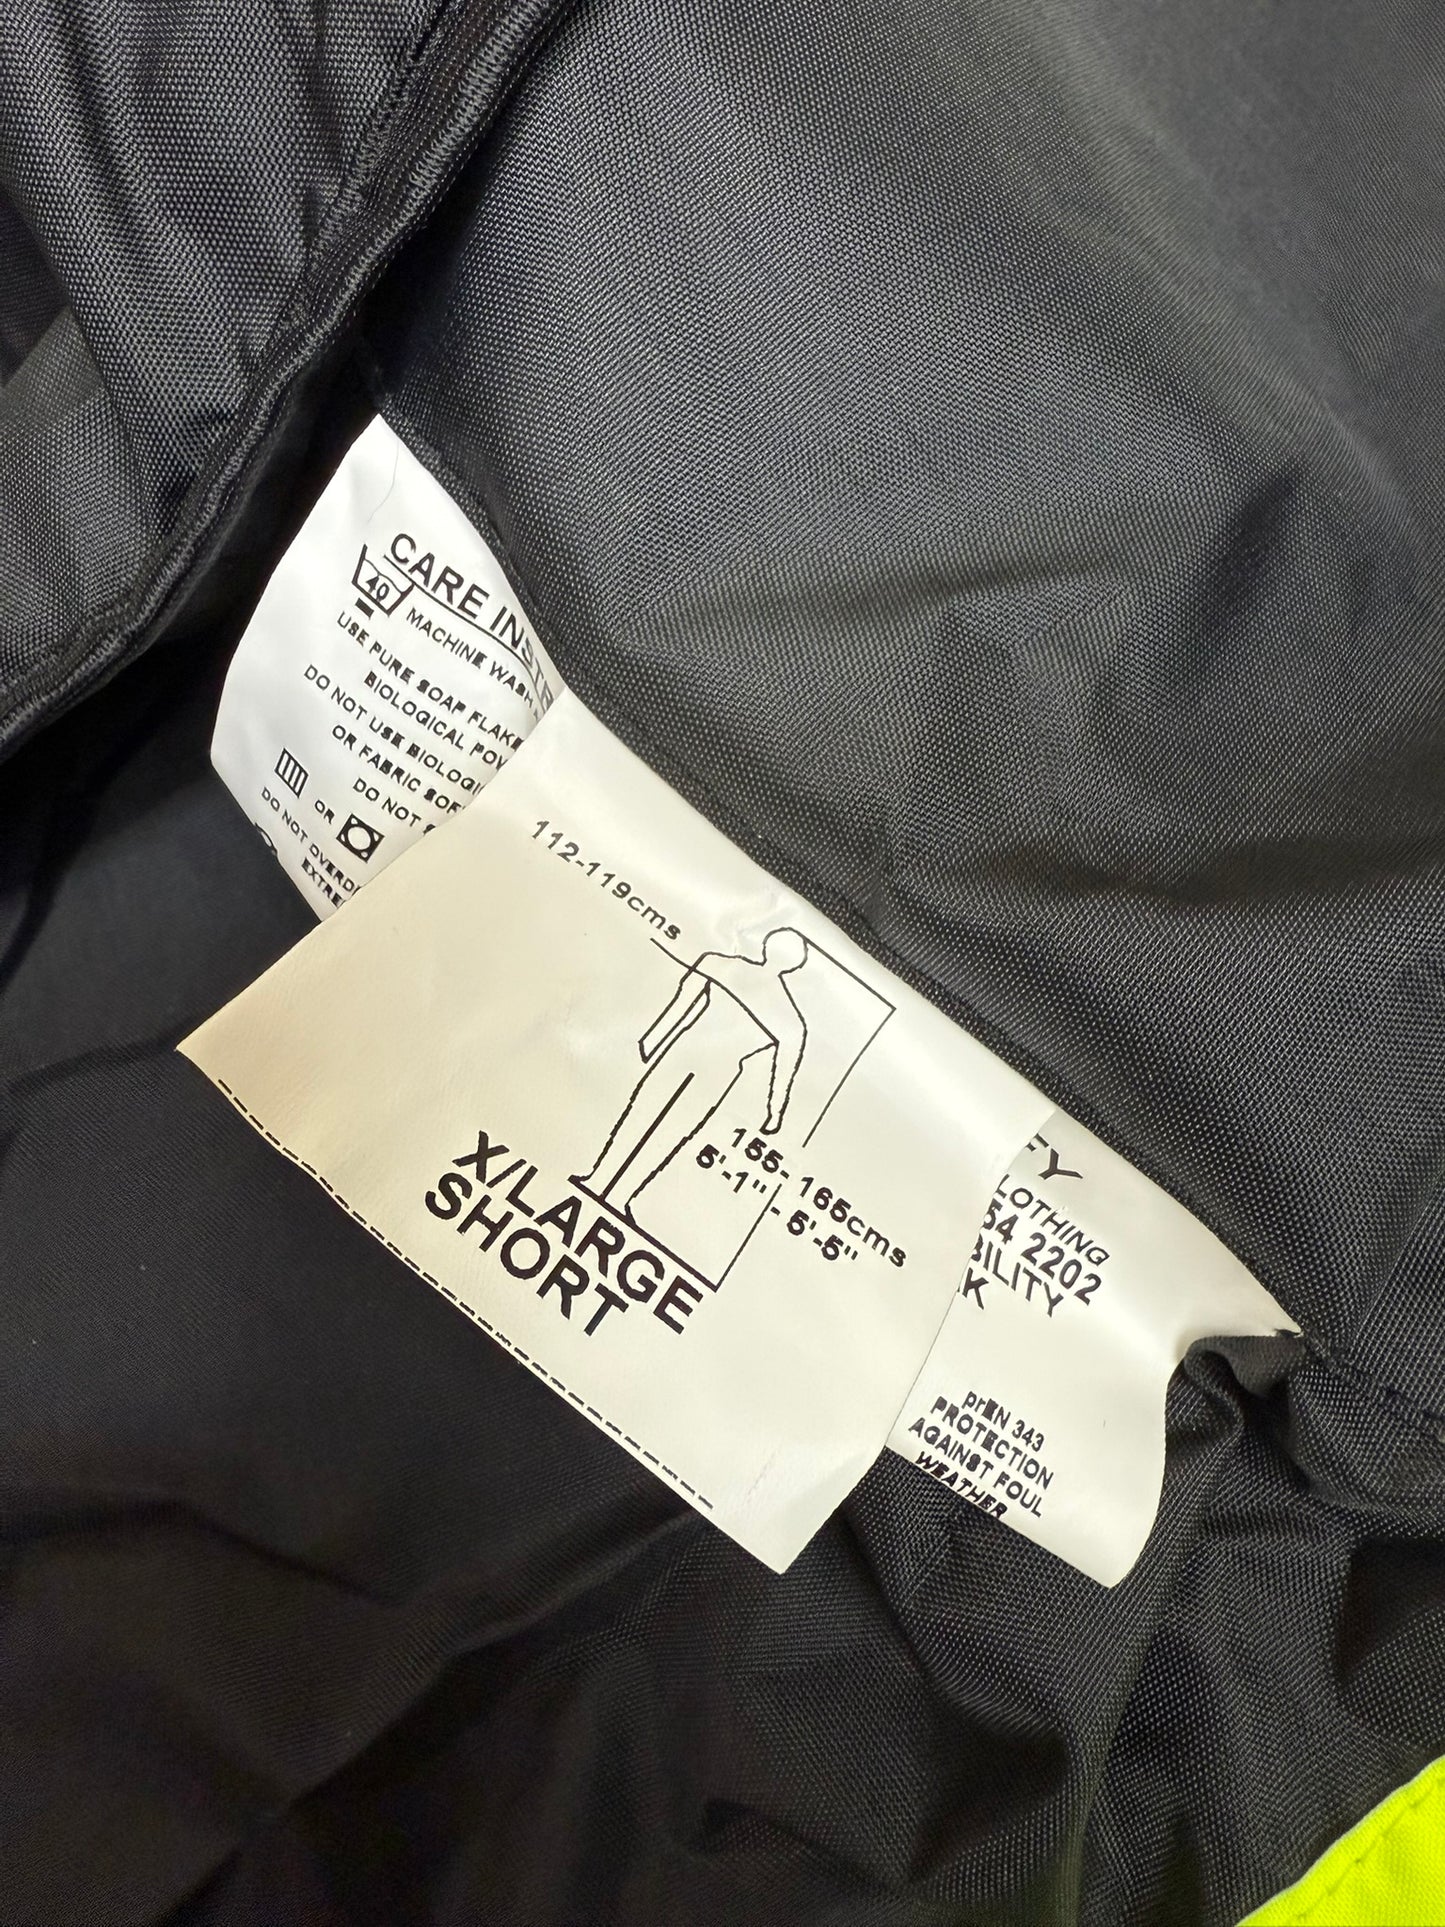 CARE INSTR
40
MACHINE WASH
USE PURE SOAP FLAKE
BIOLOGICAL POW
DO NOT USE BIOLOGI
OR FABRIC SOF
DO NOT
OR
DO NOT OVERD
EXTRE
112-119cms
155-165cms
5'-1" - 5'-5"
X/LARGE
SHORT
FY
LOTHING
54 2202
BILITY
K
prEN 343
PROTECTION
AGAINST FOUL
WEATHER